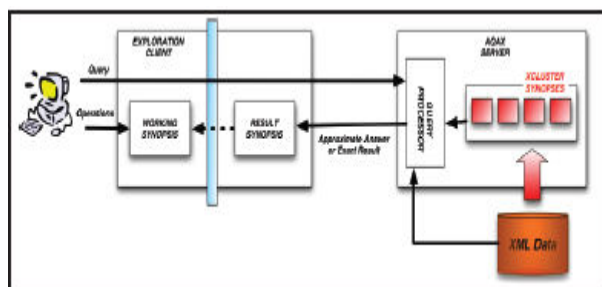 EXPLORATION
CLIENT
AQAX
SERVER
Query
XCLUSTER
SYNOPSES
Operations
WORKING
SYNOPSIS
RESULT
SYNOPSIS
QUERY
PROCESSOR
Approximate Answer
or Exact Result
XML Data